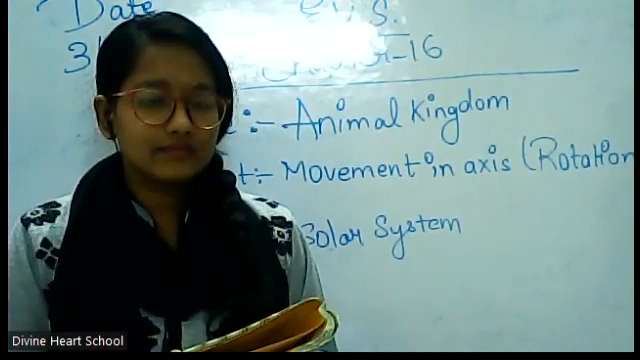 Date G.S.
3
-16
:- Animal Kingdom
t:- Movement in axis (Rotation
Solar System
Divine Heart School